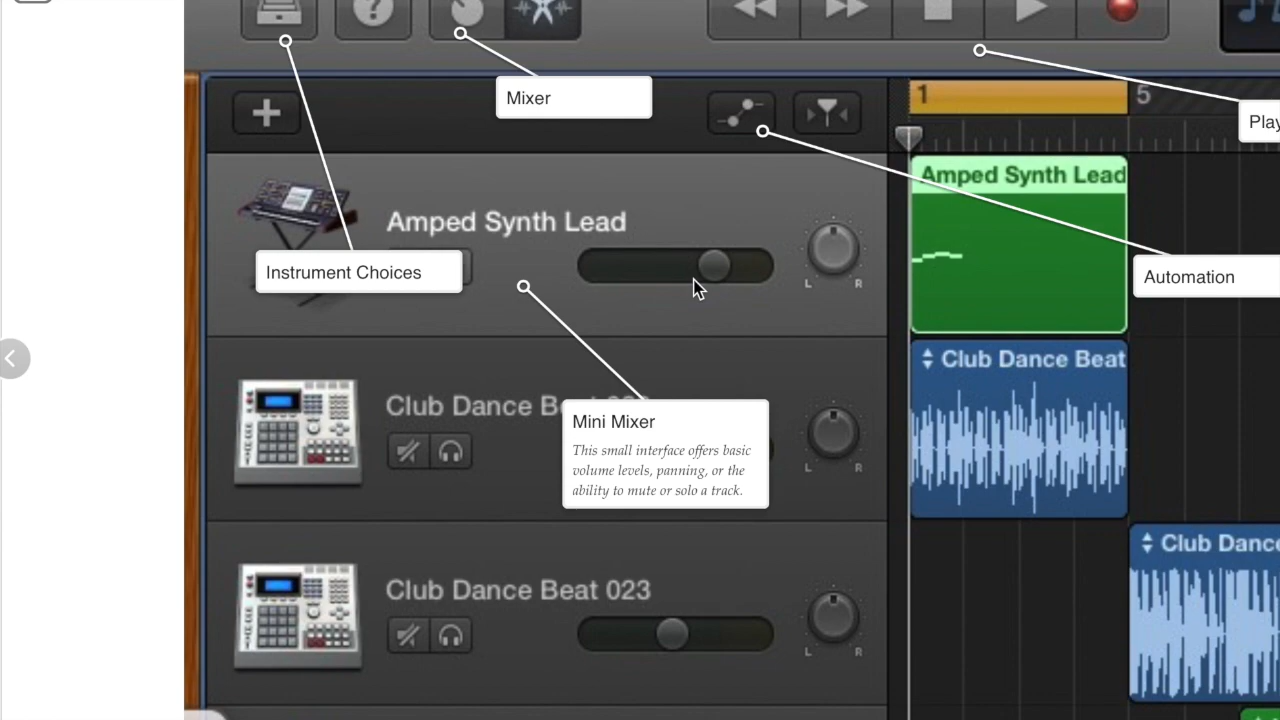 Mixer
1
5
Play
Amped Synth Lead
Amped Synth Lead
L R
Instrument Choices
Automation
Club Dance Beat
Club Dance
Mini Mixer
This small interface offers basic
volume levels, panning, or the
ability to mute or solo a track.
L R
Club Dance
Club Dance Beat 023
L R